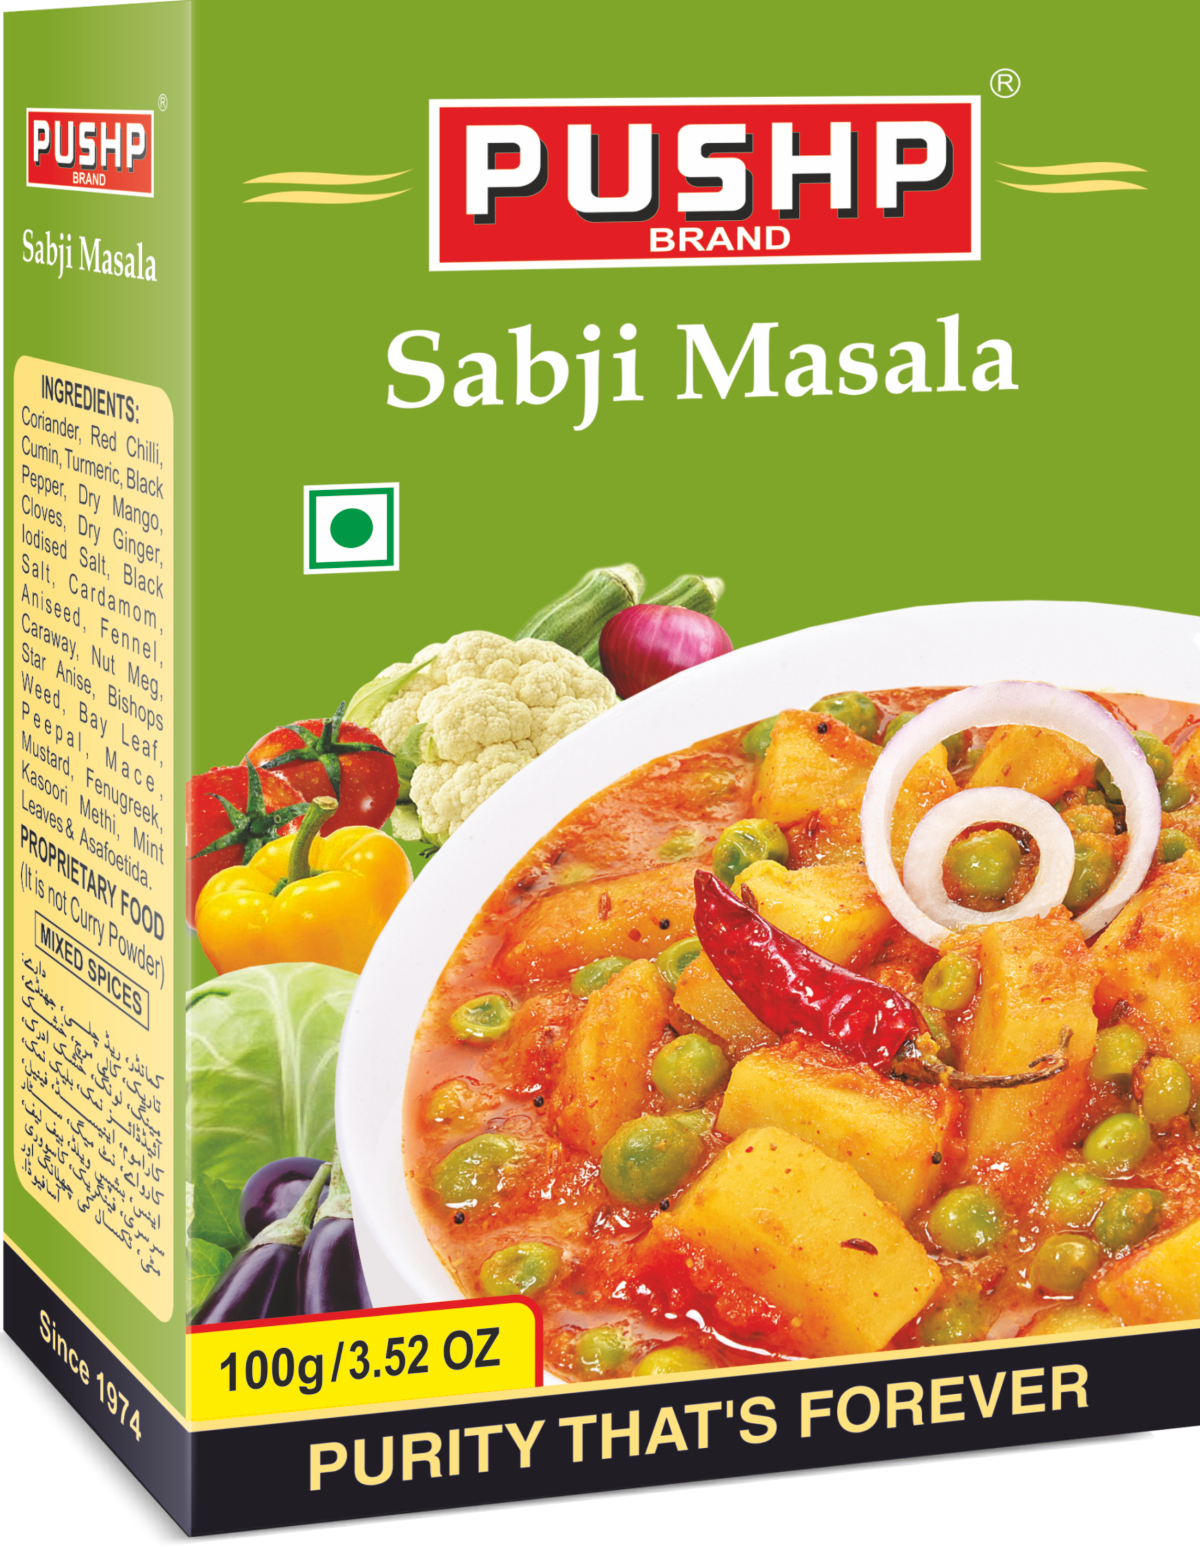 PUSHP
BRAND
®
Sabji Masala
100g/3.52 OZ
PURITY THAT'S FOREVER
PUSHP
BRAND
®
Sabji Masala
INGREDIENTS:
Coriander, Red Chilli,
Cumin, Turmeric, Black
Pepper, Dry Mango,
Cloves, Dry Ginger,
Iodised Salt, Black
Salt, Cardamom,
Aniseed, Fennel,
Caraway, Nut Meg,
Star Anise, Bishops
Weed, Bay Leaf,
Peepal, Mace,
Mustard, Fenugreek,
Kasoori Methi, Mint
Leaves & Asafoetida.
PROPRIETARY FOOD
(It is not Curry Powder)
MIXED SPICES
Since 1974